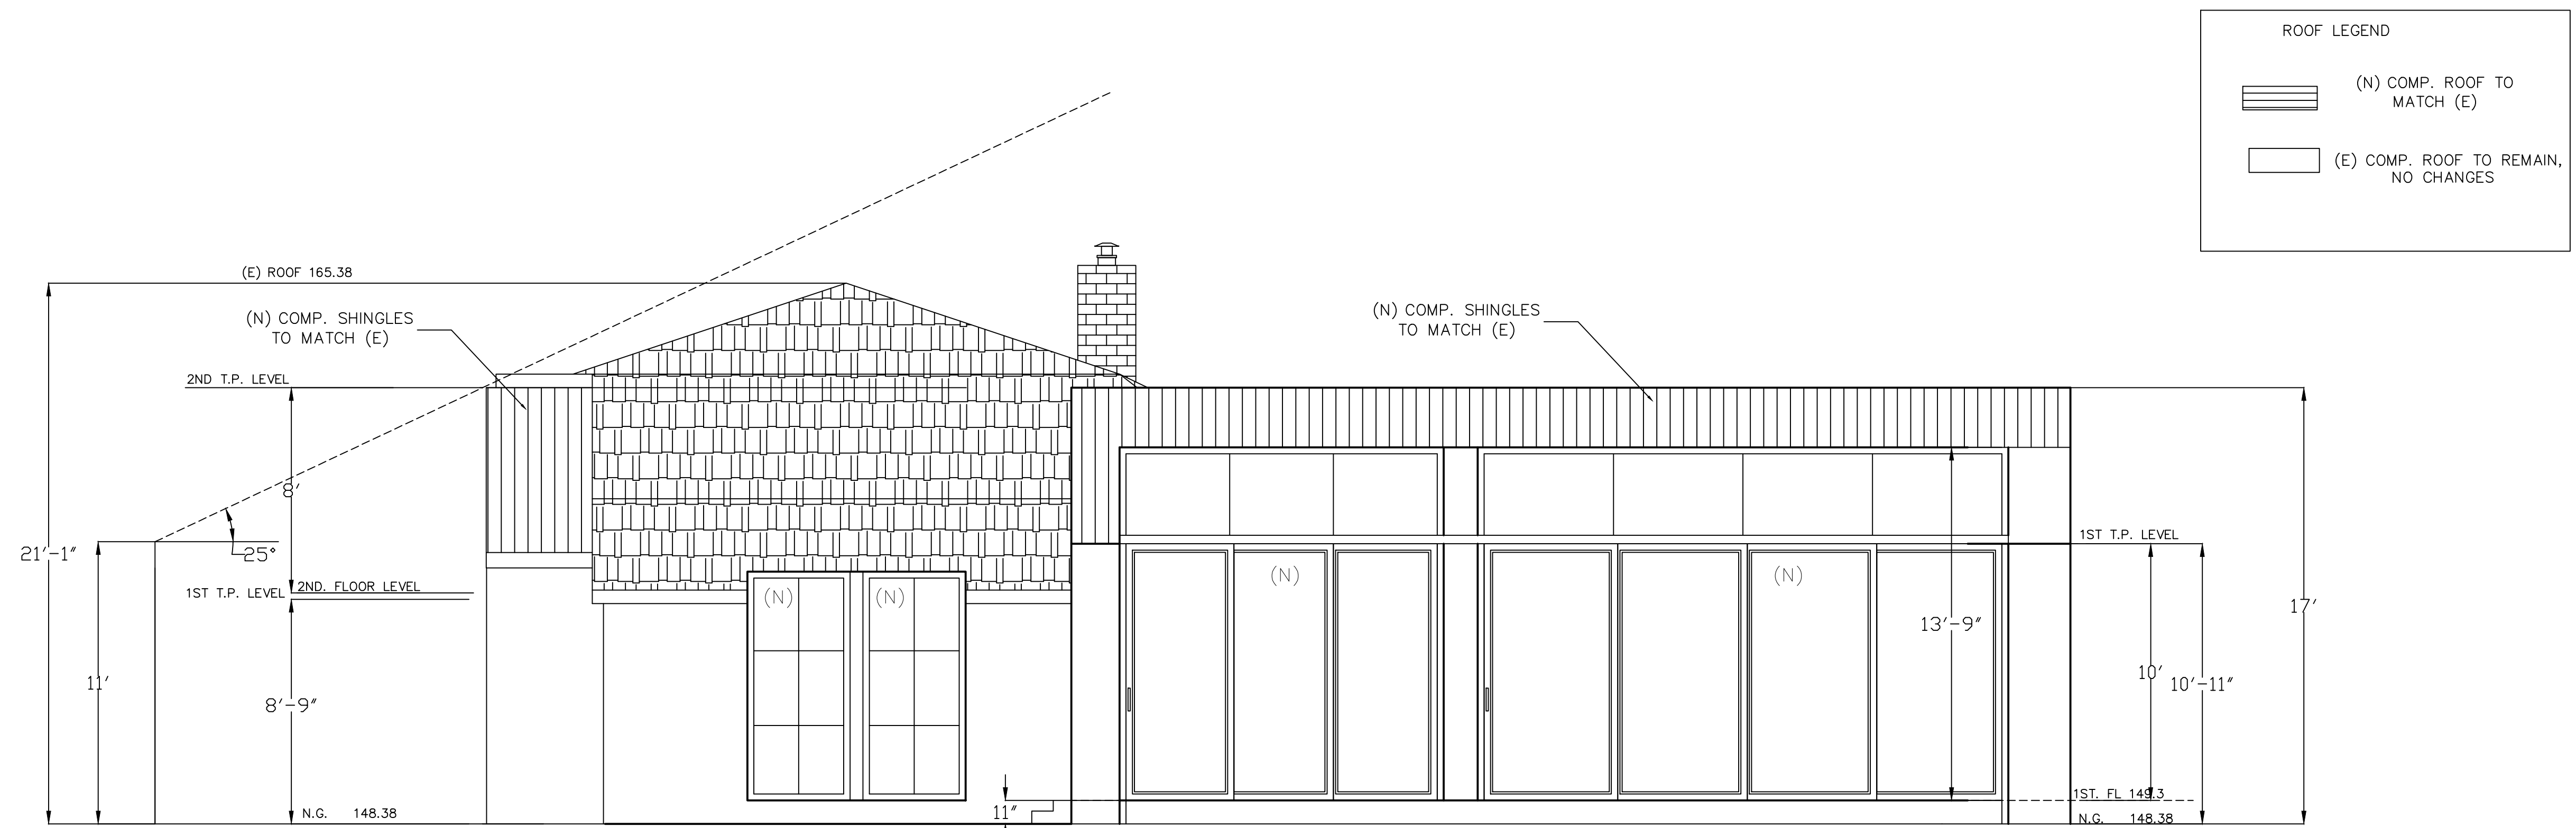 ROOF LEGEND
(N) COMP. ROOF TO
MATCH (E)
(E) COMP. ROOF TO REMAIN,
NO CHANGES
(E) ROOF 165.38
(N) COMP. SHINGLES
TO MATCH (E)
(N) COMP. SHINGLES
TO MATCH (E)
2ND T.P. LEVEL
8'
25°
21'-1"
1ST T.P. LEVEL
2ND. FLOOR LEVEL
1ST T.P. LEVEL
(N)
(N)
(N)
(N)
17'
13'-9"
11'
8'-9"
10'
10'-11"
1ST. FL 149.3
11"
N.G. 148.38
N.G. 148.38